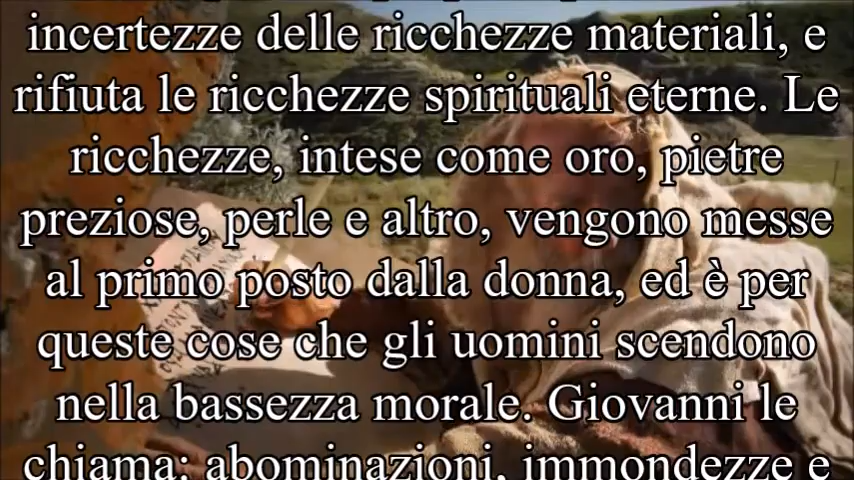 incertezze delle ricchezze materiali, e
rifiuta le ricchezze spirituali eterne. Le
ricchezze, intese come oro, pietre
preziose, perle e altro, vengono messe
al primo posto dalla donna, ed è per
queste cose che gli uomini scendono
nella bassezza morale. Giovanni le
chiama: abominazioni, immondezze e